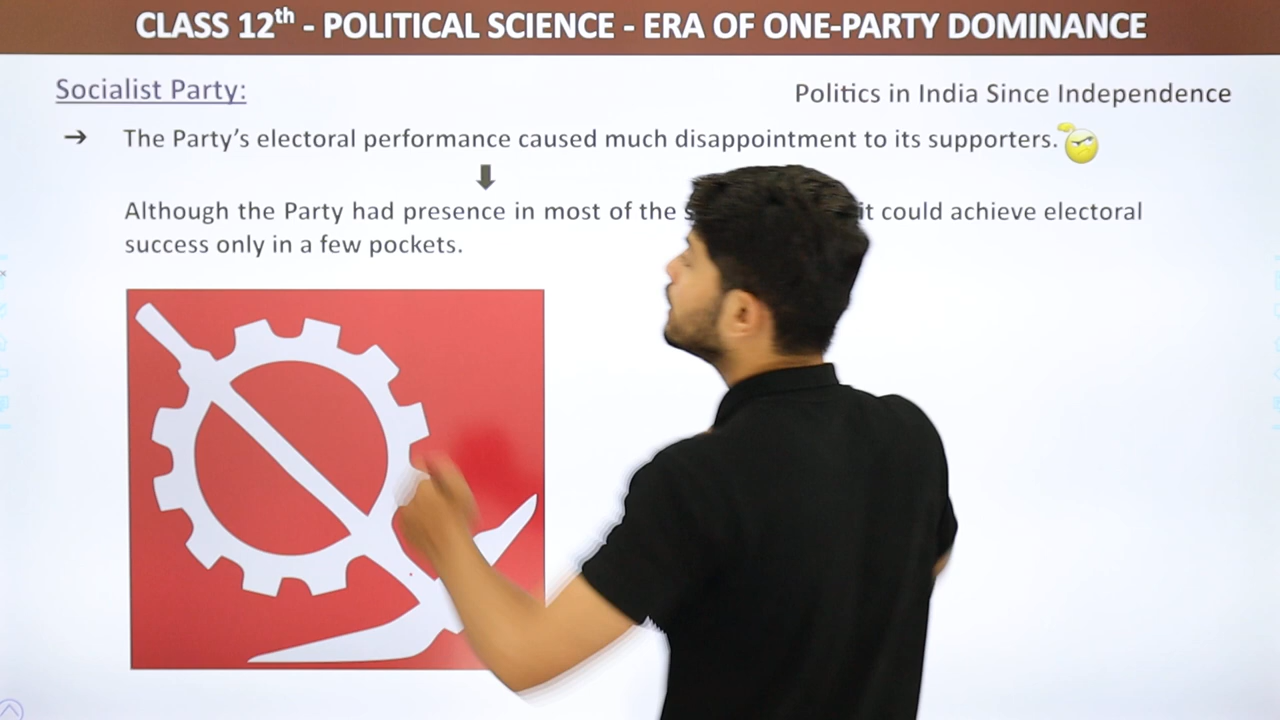 CLASS 12th - POLITICAL SCIENCE - ERA OF ONE-PARTY DOMINANCE
Socialist Party:
Politics in India Since Independence
➔ The Party's electoral performance caused much disappointment to its supporters.
Although the Party had presence in most of the it could achieve electoral
success only in a few pockets.